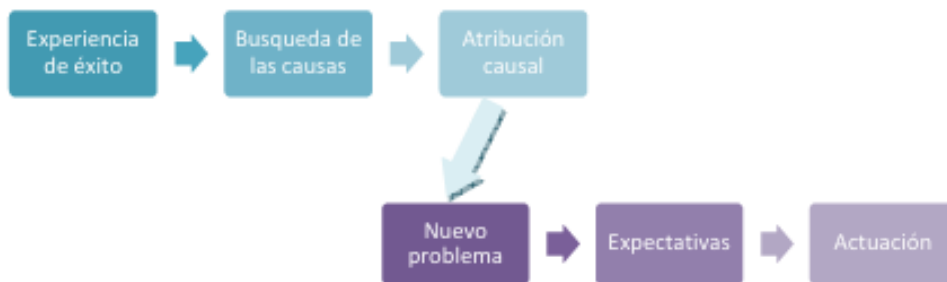 Experiencia
de éxito
Busqueda de
las causas
Atribución
causal
Nuevo
problema
Expectativas
Actuación